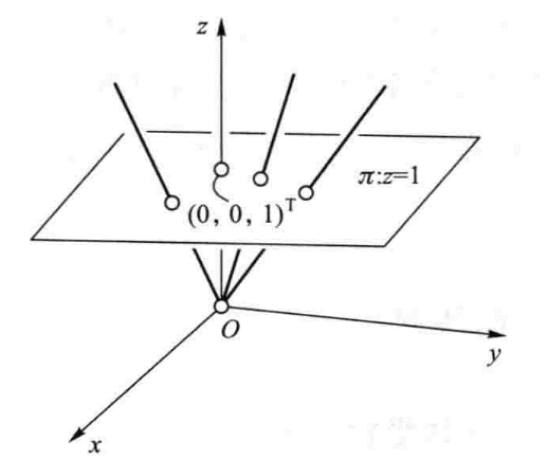 z
π:z=1
(0, 0, 1)ᵀ
O
y
x